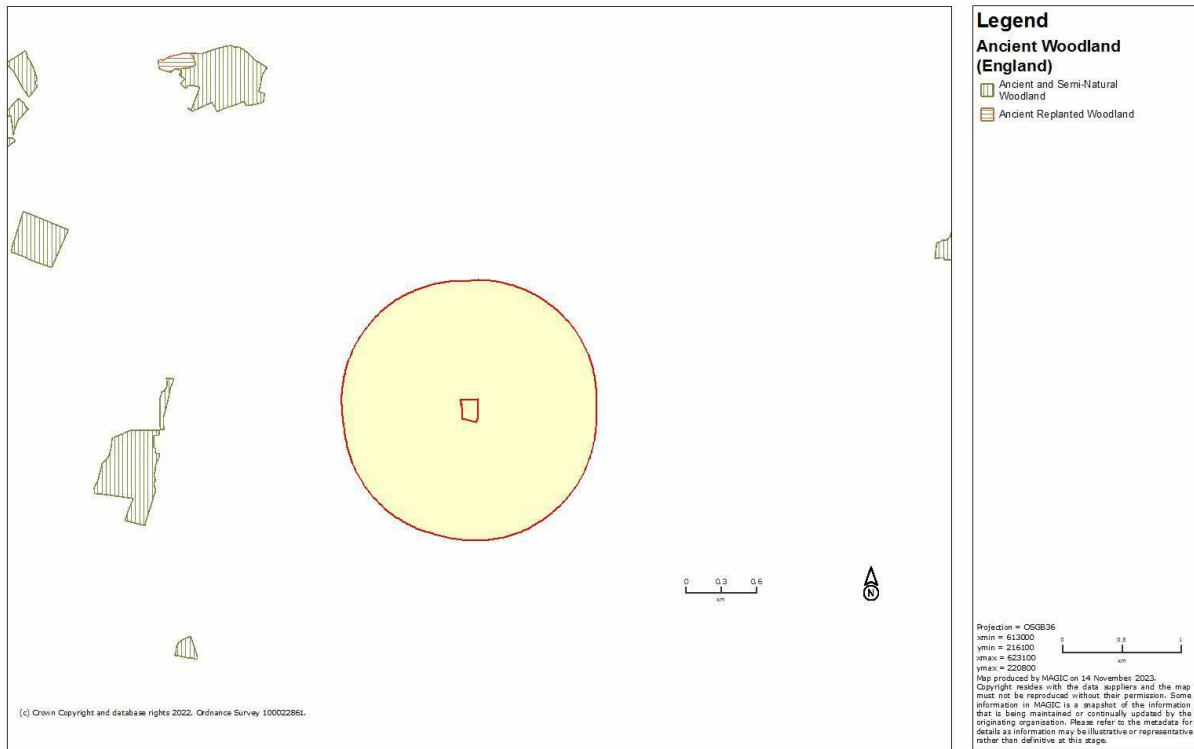 Legend
Ancient Woodland
(England)
Ancient and Semi-Natural
Woodland
Ancient Replanted Woodland
0 0.3 0.6
km
N
(c) Crown Copyright and database rights 2022. Ordnance Survey 100022861.
Projection = OSGB36
xmin = 613000
ymin = 216100
xmax = 623100
ymax = 220800
0 0.5 1
km
Map produced by MAGIC on 14 November, 2023.
Copyright resides with the data suppliers and the map
must not be reproduced without their permission. Some
information in MAGIC is a snapshot of the information
that is being maintained or continually updated by the
originating organisation. Please refer to the metadata for
details as information may be illustrative or representative
rather than definitive at this stage.